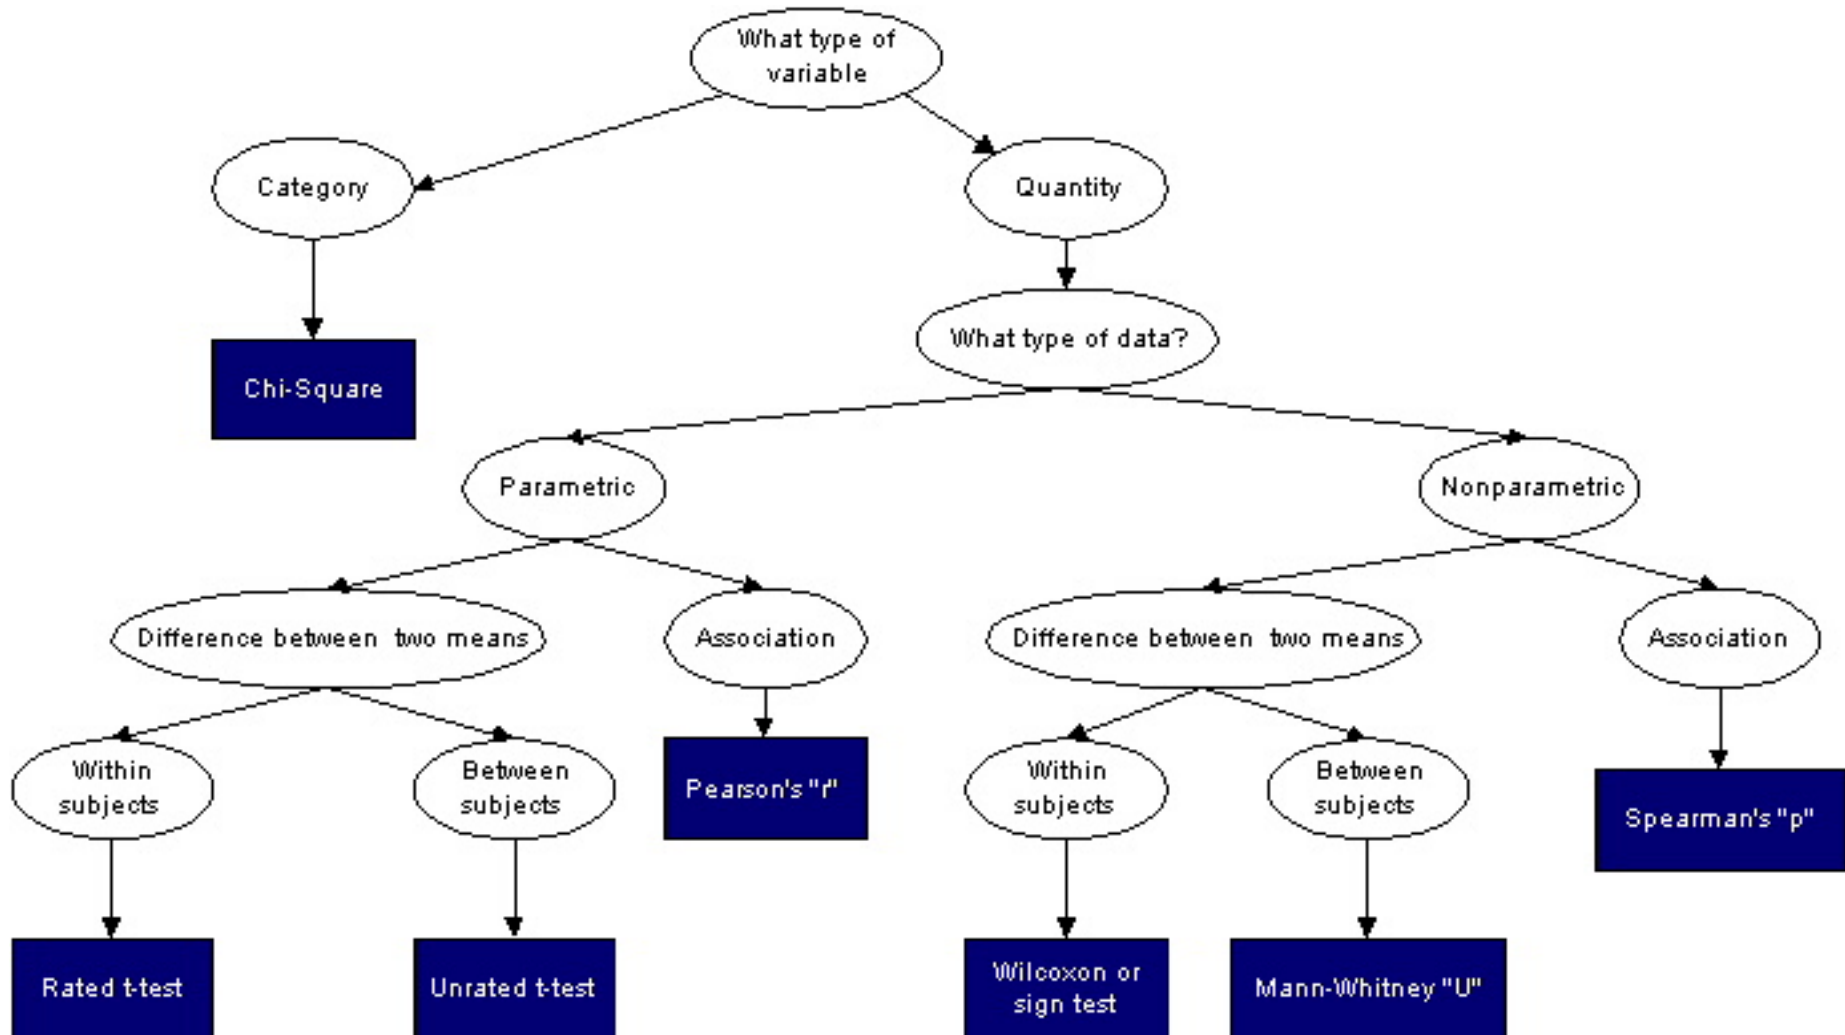 What type of
variable
Category
Quantity
Chi-Square
What type of data?
Parametric
Nonparametric
Difference between two means
Association
Difference between two means
Association
Within
subjects
Between
subjects
Pearson's "r"
Within
subjects
Between
subjects
Spearman's "p"
Rated t-test
Unrated t-test
Wilcoxon or
sign test
Mann-Whitney "U"